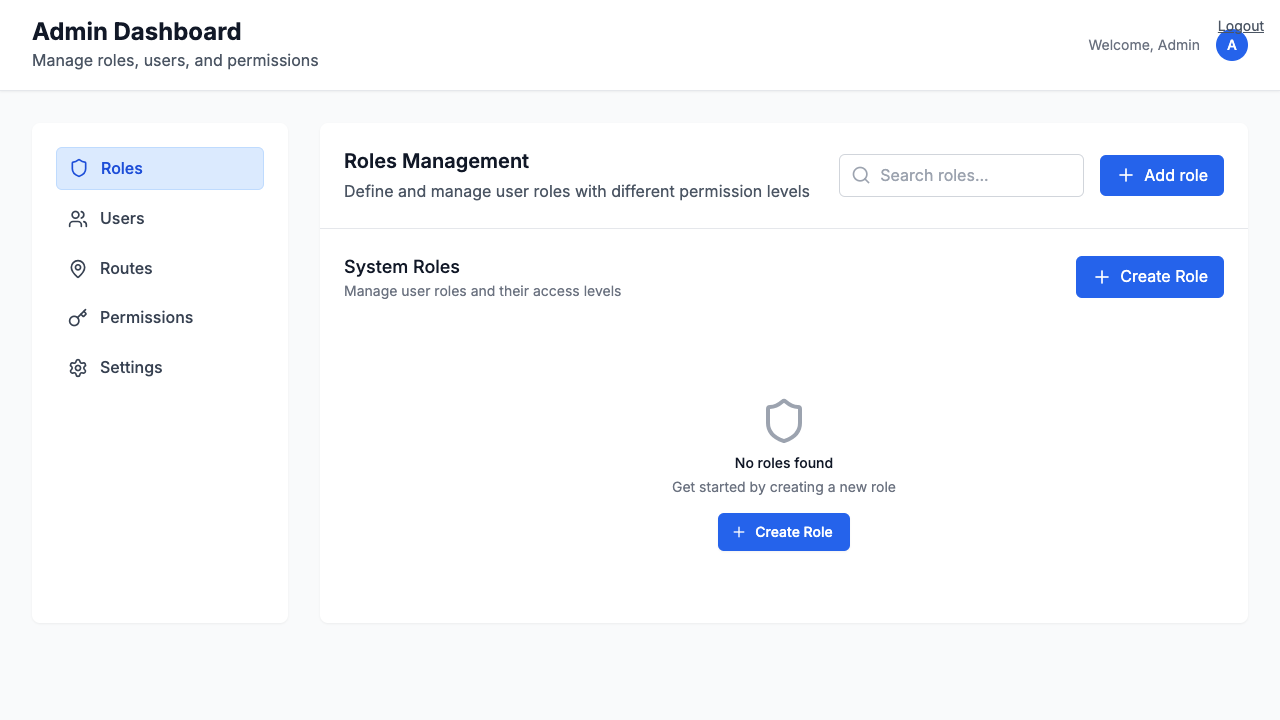 Admin Dashboard
Manage roles, users, and permissions
Logout
Welcome, Admin
A
Roles
Users
Routes
Permissions
Settings
Roles Management
Define and manage user roles with different permission levels
Search roles...
Add role
System Roles
Manage user roles and their access levels
Create Role
No roles found
Get started by creating a new role
Create Role